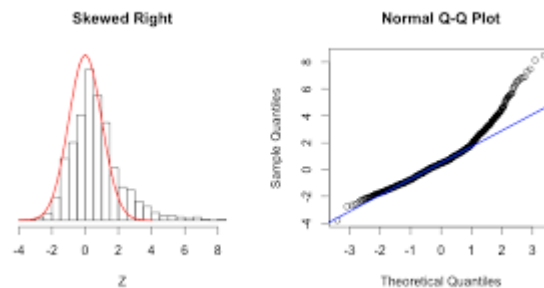 Skewed Right
-4 -2 0 2 4 6 8
Z
Normal Q-Q Plot
Sample Quantiles
8
6
4
2
0
-2
-4
-3 -2 -1 0 1 2 3
Theoretical Quantiles